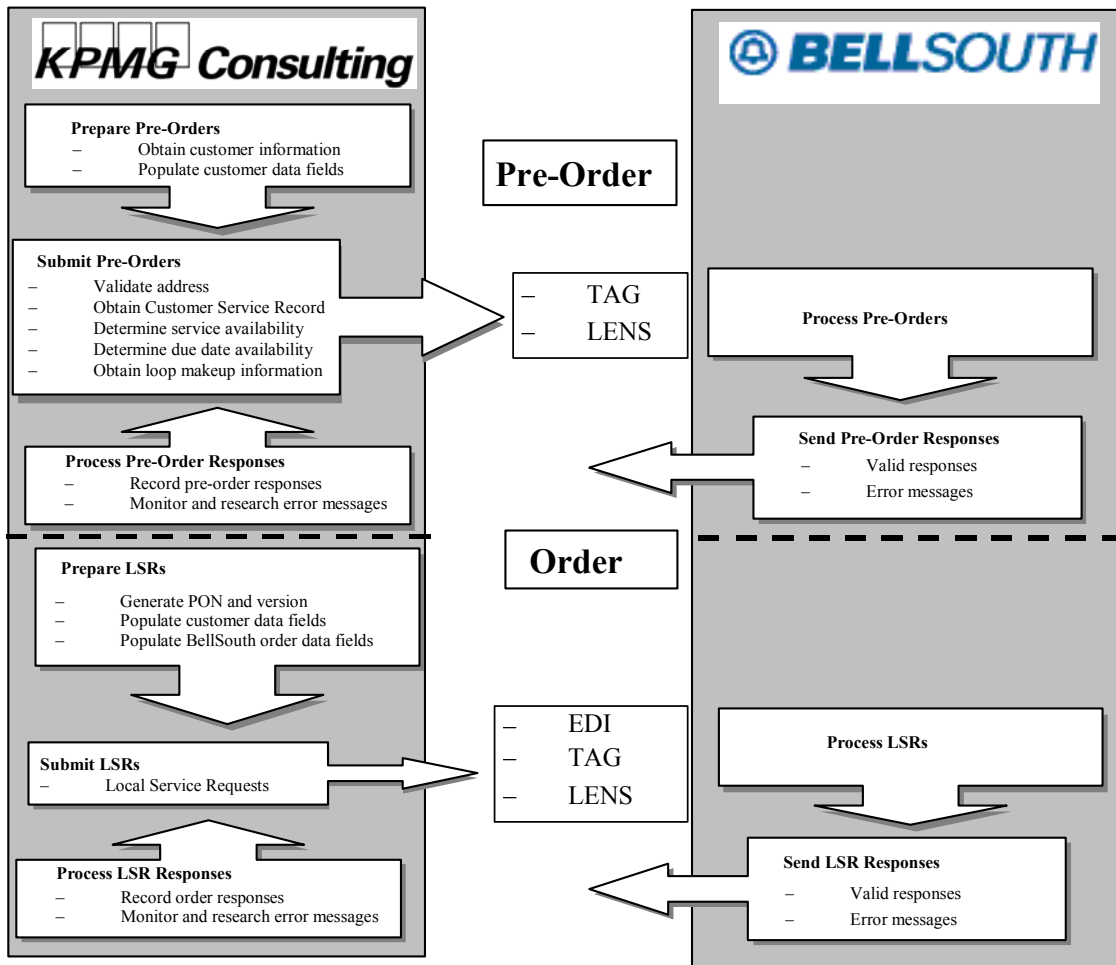 KPMG Consulting
BELLSOUTH
Prepare Pre-Orders
– Obtain customer information
– Populate customer data fields
Pre-Order
Submit Pre-Orders
– Validate address
– Obtain Customer Service Record
– Determine service availability
– Determine due date availability
– Obtain loop makeup information
– TAG
– LENS
Process Pre-Orders
Process Pre-Order Responses
– Record pre-order responses
– Monitor and research error messages
Send Pre-Order Responses
– Valid responses
– Error messages
Order
Prepare LSRs
– Generate PON and version
– Populate customer data fields
– Populate BellSouth order data fields
Submit LSRs
– Local Service Requests
– EDI
– TAG
– LENS
Process LSRs
Process LSR Responses
– Record order responses
– Monitor and research error messages
Send LSR Responses
– Valid responses
– Error messages